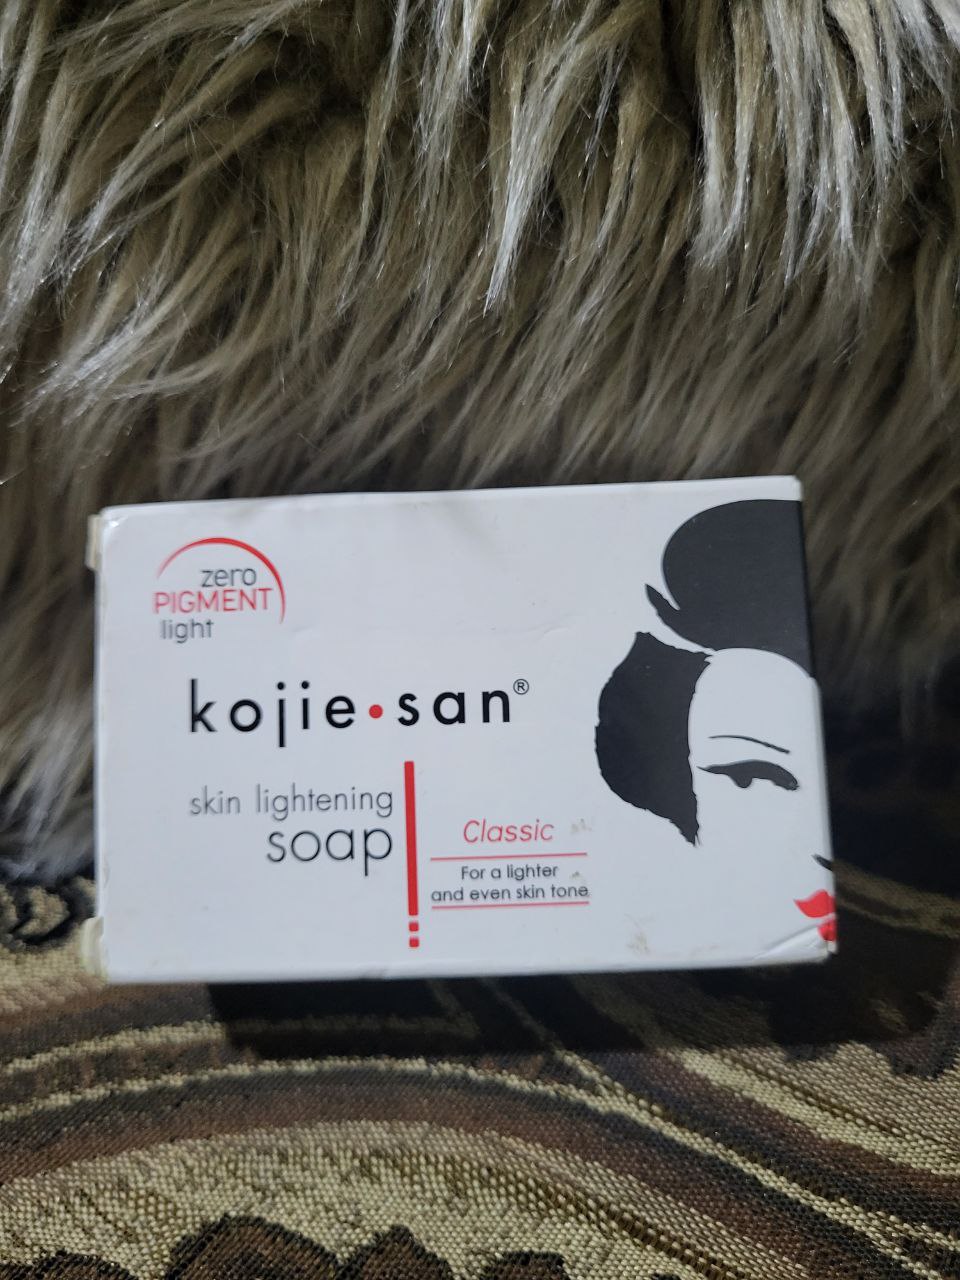 zero
PIGMENT
light
kojie•san®
skin lightening
soap
Classic
For a lighter
and even skin tone